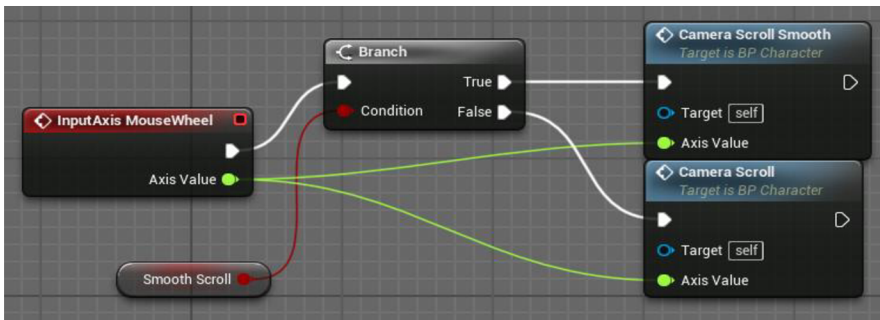 InputAxis MouseWheel
Axis Value
Smooth Scroll
Branch
True
Condition
False
Camera Scroll Smooth
Target is BP Character
Target self
Axis Value
Camera Scroll
Target is BP Character
Target self
Axis Value